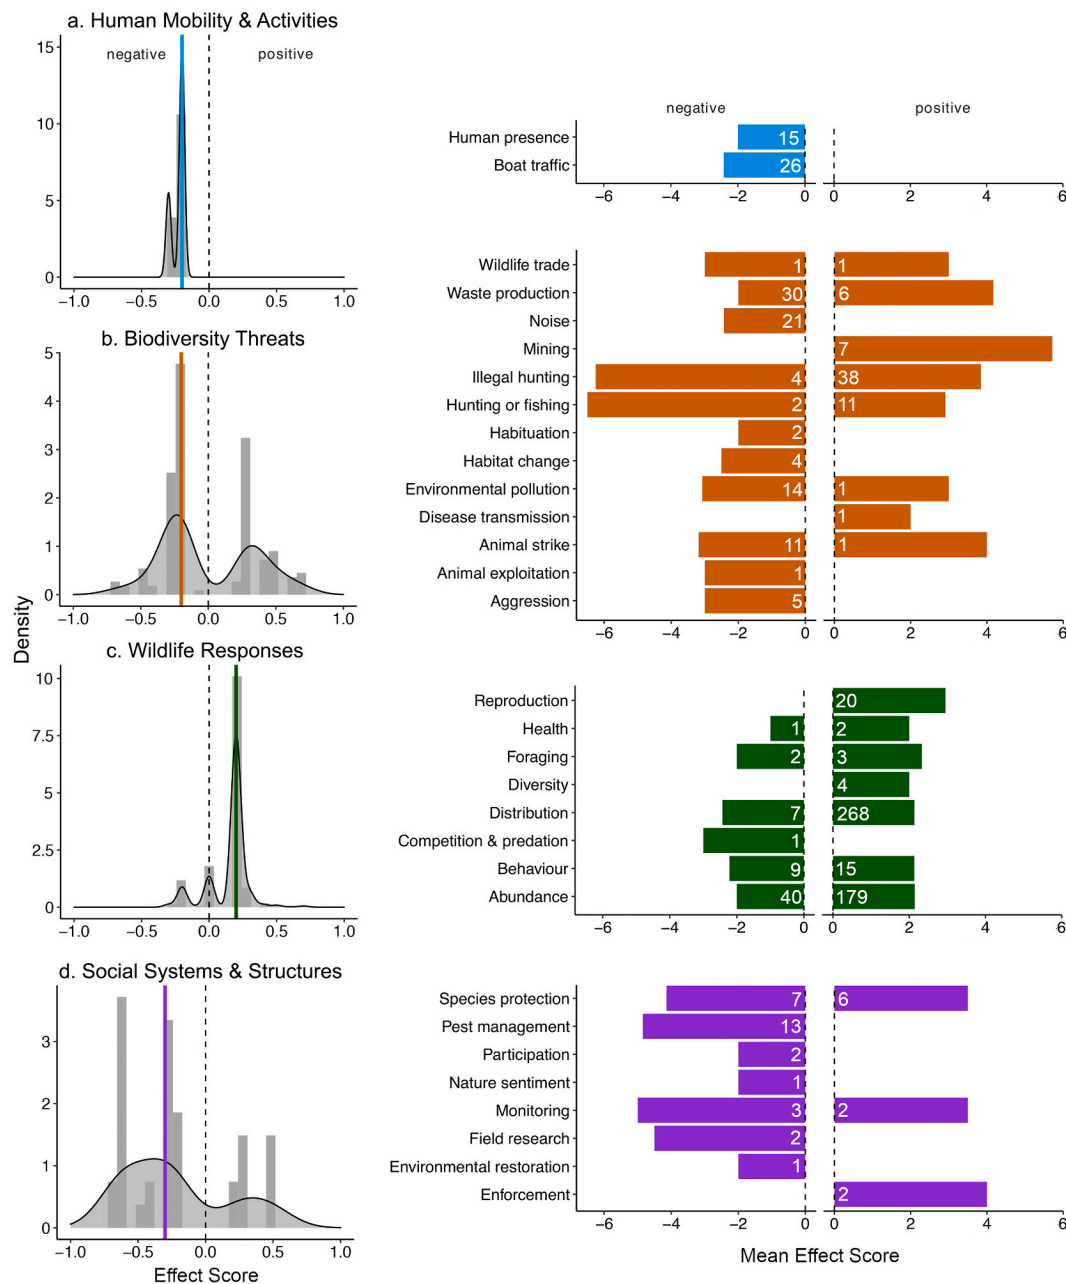 a. Human Mobility & Activities
negative positive
15
10
5
0
−1.0 −0.5 0.0 0.5 1.0
negative positive
Human presence 15
Boat traffic 26
−6 −4 −2 0 0 2 4 6
b. Biodiversity Threats
5
4
3
2
1
0
−1.0 −0.5 0.0 0.5 1.0
Wildlife trade 1 1
Waste production 30 6
Noise 21
Mining 7
Illegal hunting 4 38
Hunting or fishing 2 11
Habituation 2
Habitat change 4
Environmental pollution 14 1
Disease transmission 1
Animal strike 11 1
Animal exploitation 1
Aggression 5
−6 −4 −2 0 0 2 4 6
Density
c. Wildlife Responses
10
7.5
5
2.5
0
−1.0 −0.5 0.0 0.5 1.0
Reproduction 20
Health 1 2
Foraging 2 3
Diversity 4
Distribution 7 268
Competition & predation 1
Behaviour 9 15
Abundance 40 179
−6 −4 −2 0 0 2 4 6
d. Social Systems & Structures
3
2
1
0
−1.0 −0.5 0.0 0.5 1.0
Effect Score
Species protection 7 6
Pest management 13
Participation 2
Nature sentiment 1
Monitoring 3 2
Field research 2
Environmental restoration 1
Enforcement 2
−6 −4 −2 0 0 2 4 6
Mean Effect Score